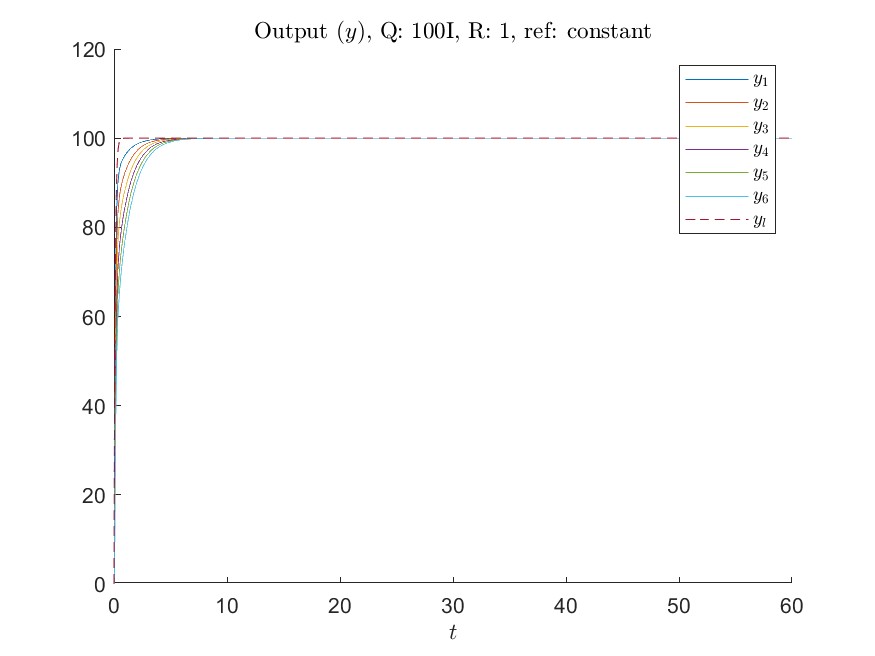 Output (y), Q: 100I, R: 1, ref: constant
120
100
80
60
40
20
0
0 10 20 30 40 50 60
t
y₁
y₂
y₃
y₄
y₅
y₆
yₗ